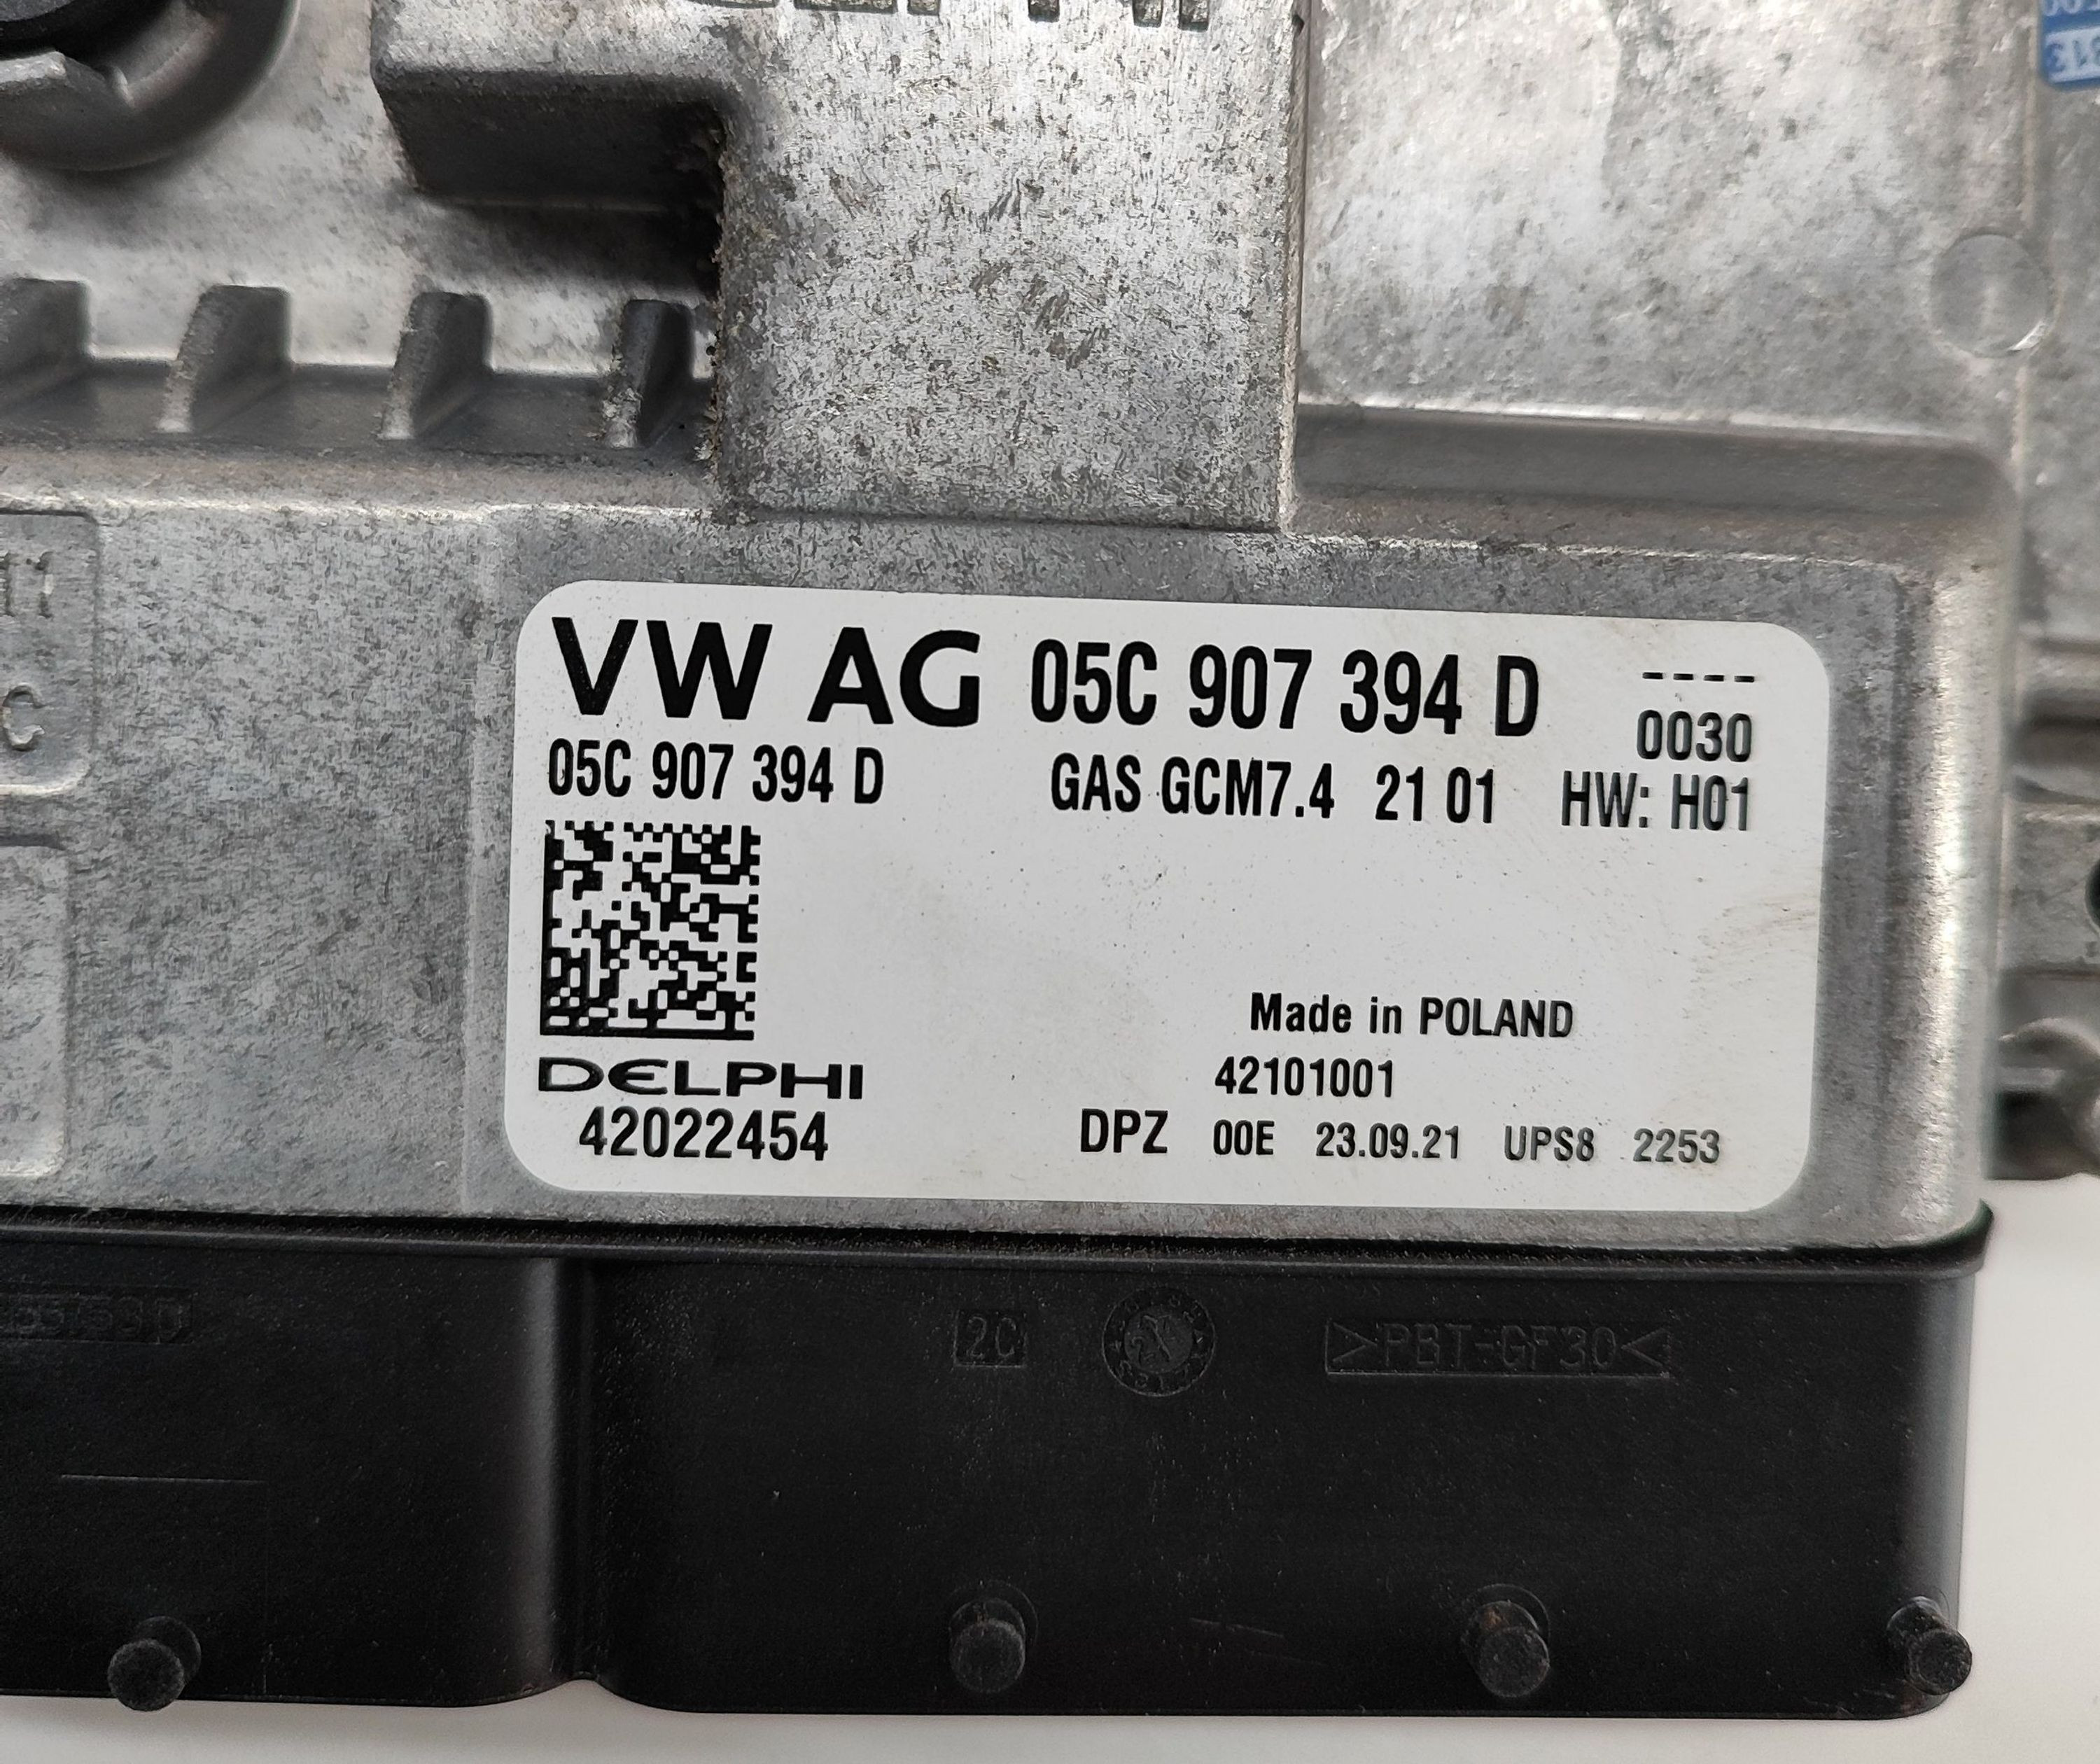 VW AG 05C 907 394 D ----
0030
05C 907 394 D GAS GCM7.4 21 01 HW: H01
Made in POLAND
42101001
DELPHI
42022454
DPZ 00E 23.09.21 UPS8 2253
2C
>PBT-GF30<